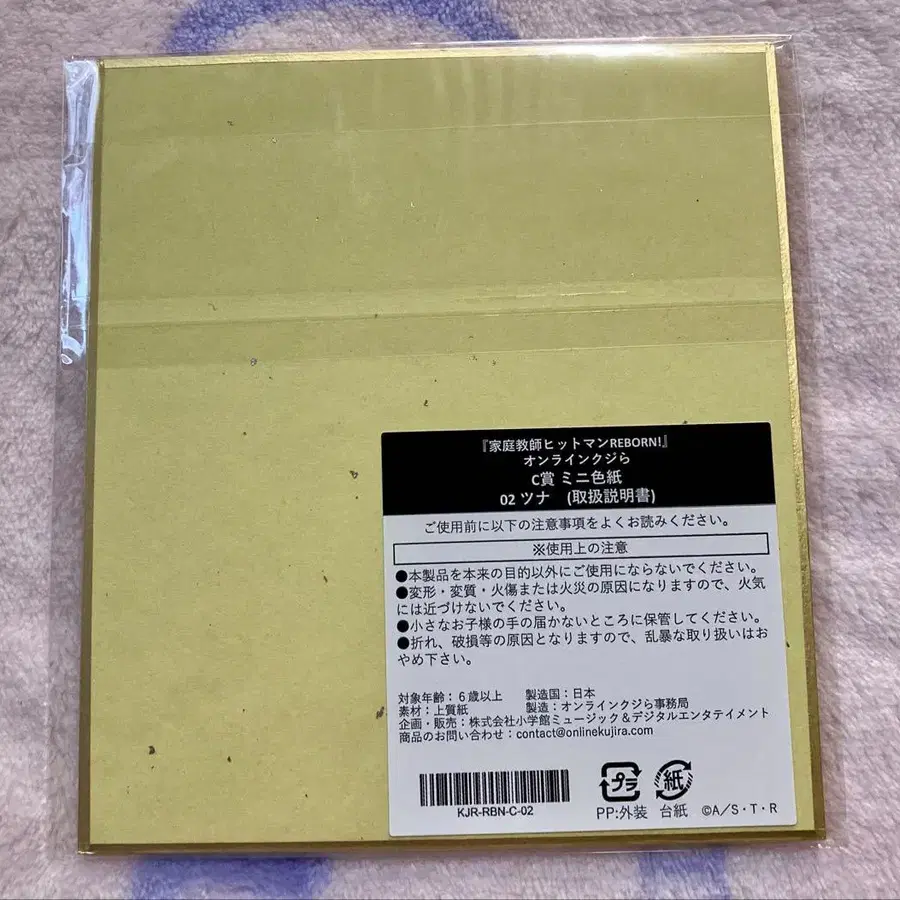 『家庭教師ヒットマンREBORN!』
オンラインクジら
C賞 ミニ色紙
02 ツナ (取扱説明書)
ご使用前に以下の注意事項をよくお読みください。
※使用上の注意
●本製品を本来の目的以外にご使用にならないでください。
●変形・変質・火傷または火災の原因になりますので、火気
には近づけないでください。
●小さなお子様の手の届かないところに保管してください。
●折れ、破損等の原因となりますので、乱暴な取り扱いはお
やめ下さい。
対象年齢:6歳以上 製造国:日本
素材:上質紙 製造:オンラインクじら事務局
企画・販売:株式会社小学館ミュージック&デジタルエンタテイメント
商品のお問い合わせ:contact@onlinekujira.com
KJR-RBN-C-02
プラ 紙
PP:外装 台紙 ©A/S・T・R